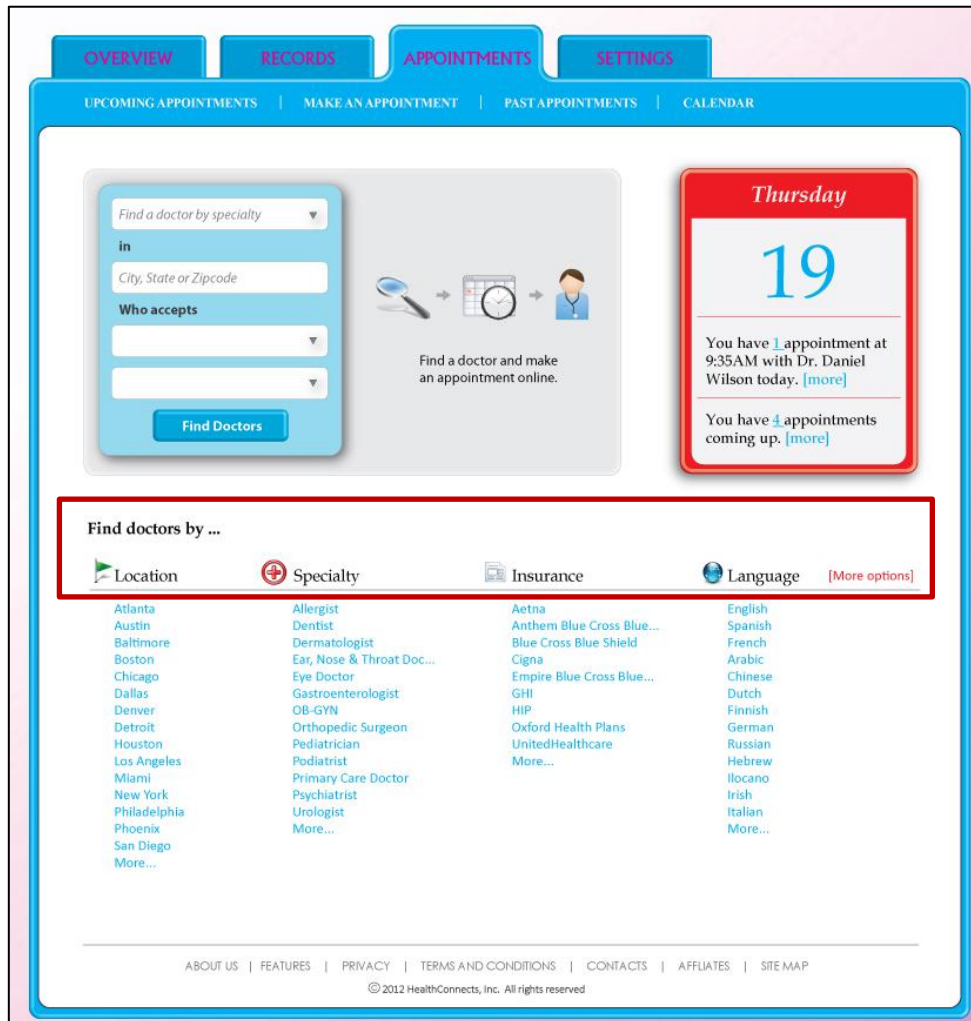 OVERVIEW RECORDS APPOINTMENTS SETTINGS
UPCOMING APPOINTMENTS | MAKE AN APPOINTMENT | PAST APPOINTMENTS | CALENDAR
Find a doctor by specialty
in
City, State or Zipcode
Who accepts
Find Doctors
Find a doctor and make
an appointment online.
Thursday
19
You have 1 appointment at
9:35AM with Dr. Daniel
Wilson today. [more]
You have 4 appointments
coming up. [more]
Find doctors by ...
Location
Atlanta
Austin
Baltimore
Boston
Chicago
Dallas
Denver
Detroit
Houston
Los Angeles
Miami
New York
Philadelphia
Phoenix
San Diego
More...
Specialty
Allergist
Dentist
Dermatologist
Ear, Nose & Throat Doc...
Eye Doctor
Gastroenterologist
OB-GYN
Orthopedic Surgeon
Pediatrician
Podiatrist
Primary Care Doctor
Psychiatrist
Urologist
More...
Insurance
Aetna
Anthem Blue Cross Blue...
Blue Cross Blue Shield
Cigna
Empire Blue Cross Blue...
GHI
HIP
Oxford Health Plans
UnitedHealthcare
More...
Language [More options]
English
Spanish
French
Arabic
Chinese
Dutch
Finnish
German
Russian
Hebrew
Ilocano
Irish
Italian
More...
ABOUT US | FEATURES | PRIVACY | TERMS AND CONDITIONS | CONTACTS | AFFLIATES | SITE MAP
© 2012 HealthConnects, Inc. All rights reserved